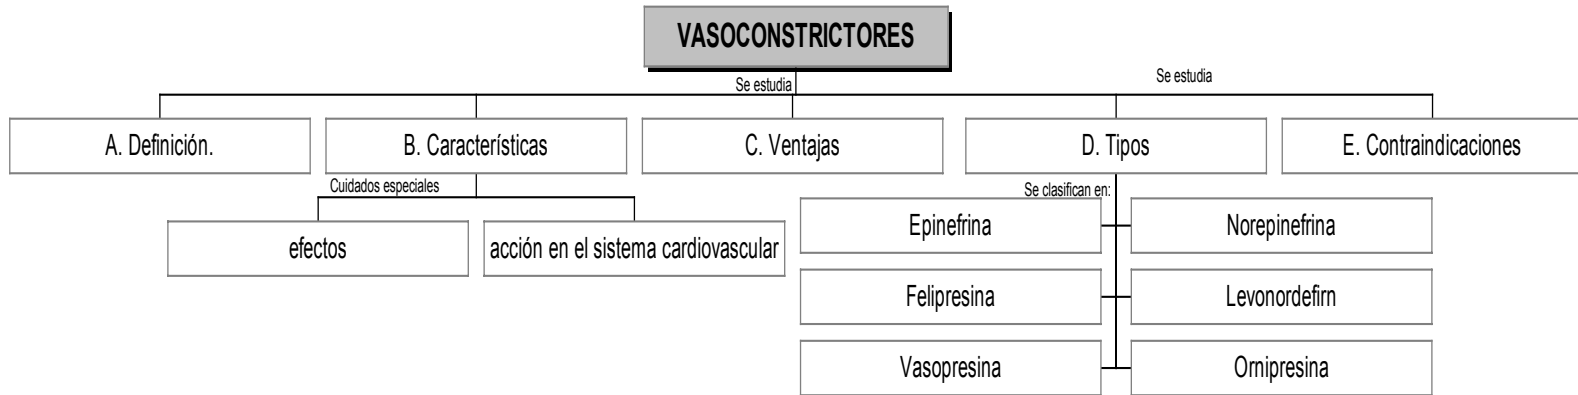 VASOCONSTRICTORES
Se estudia
Se estudia
A. Definición.
B. Características
C. Ventajas
D. Tipos
E. Contraindicaciones
Cuidados especiales
efectos
acción en el sistema cardiovascular
Se clasifican en:
Epinefrina
Norepinefrina
Felipresina
Levonordefirn
Vasopresina
Ornipresina